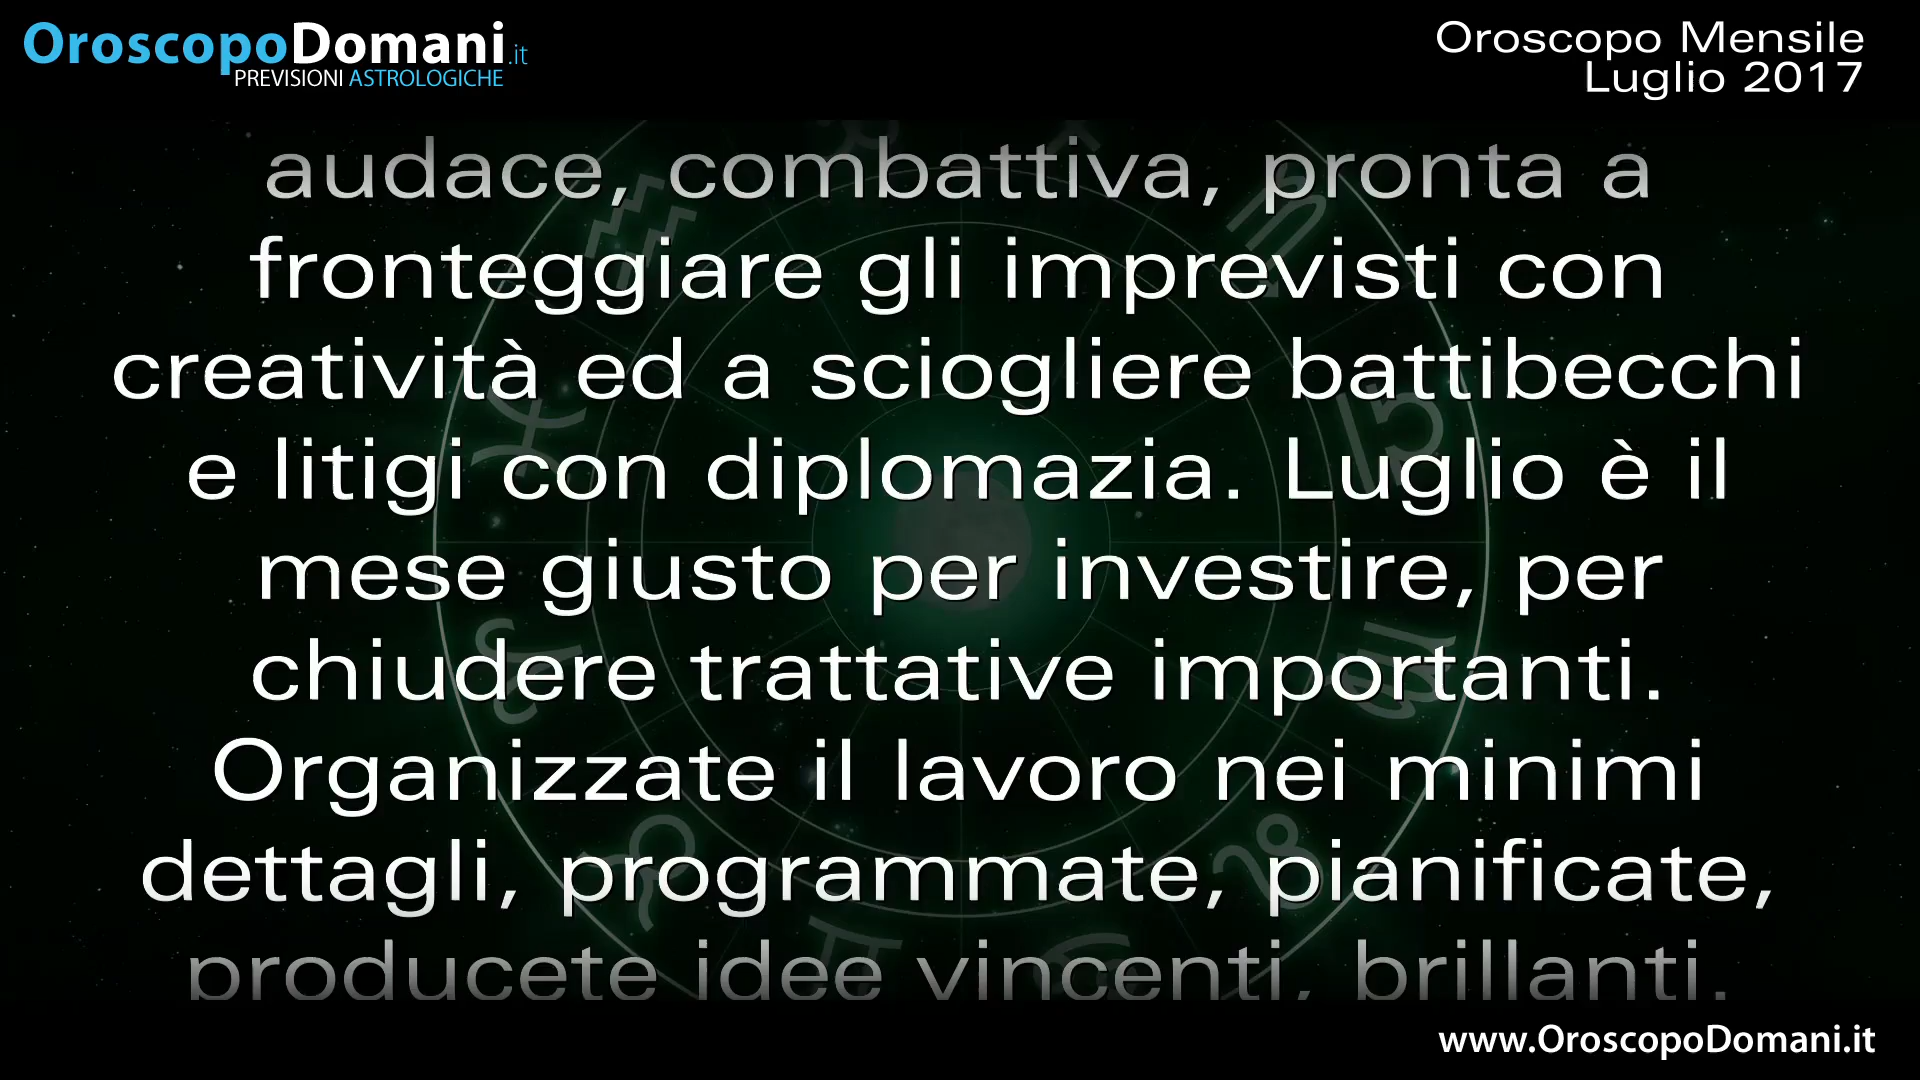 OroscopoDomani.it
PREVISIONI ASTROLOGICHE
Oroscopo Mensile
Luglio 2017
audace, combattiva, pronta a
fronteggiare gli imprevisti con
creatività ed a sciogliere battibecchi
e litigi con diplomazia. Luglio è il
mese giusto per investire, per
chiudere trattative importanti.
Organizzate il lavoro nei minimi
dettagli, programmate, pianificate,
producete idee vincenti, brillanti.
www.OroscopoDomani.it